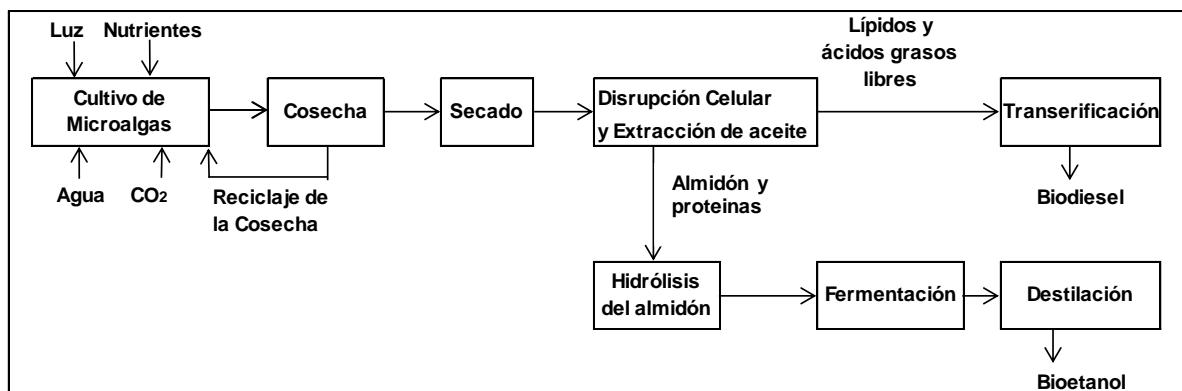 Luz
Nutrientes
Lípidos y
ácidos grasos
libres
Cultivo de
Microalgas
Cosecha
Secado
Disrupción Celular
y Extracción de aceite
Transerificación
Agua
CO2
Reciclaje de
la Cosecha
Almidón y
proteinas
Biodiesel
Hidrólisis
del almidón
Fermentación
Destilación
Bioetanol